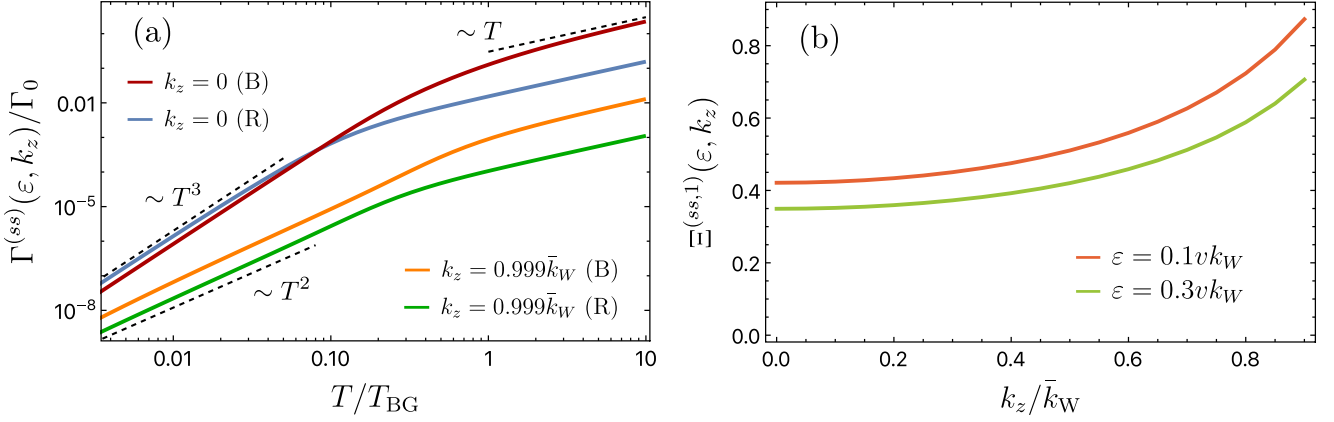 (a)
∼ T
k_z = 0 (B)
k_z = 0 (R)
∼ T^3
∼ T^2
k_z = 0.999k̄_W (B)
k_z = 0.999k̄_W (R)
Γ^(ss)(ε, k_z)/Γ_0
0.01
10^−5
10^−8
0.01 0.10 1 10
T/T_BG
(b)
Ξ^(ss,1)(ε, k_z)
0.8
0.6
0.4
0.2
0.0
ε = 0.1vk_W
ε = 0.3vk_W
0.0 0.2 0.4 0.6 0.8
k_z/k̄_W